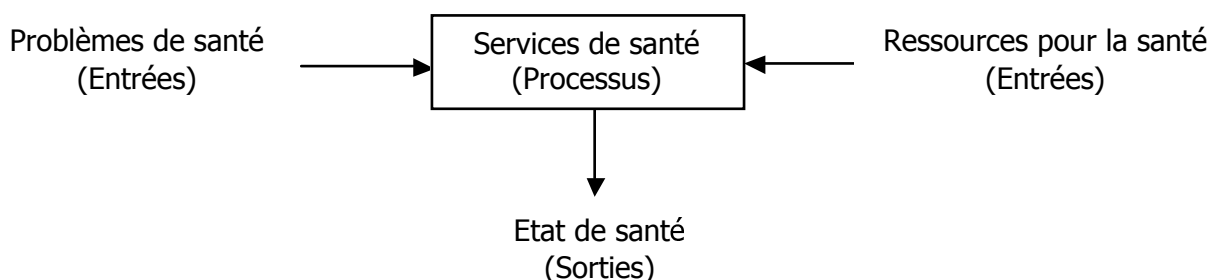 Problèmes de santé
(Entrées)
Services de santé
(Processus)
Ressources pour la santé
(Entrées)
Etat de santé
(Sorties)